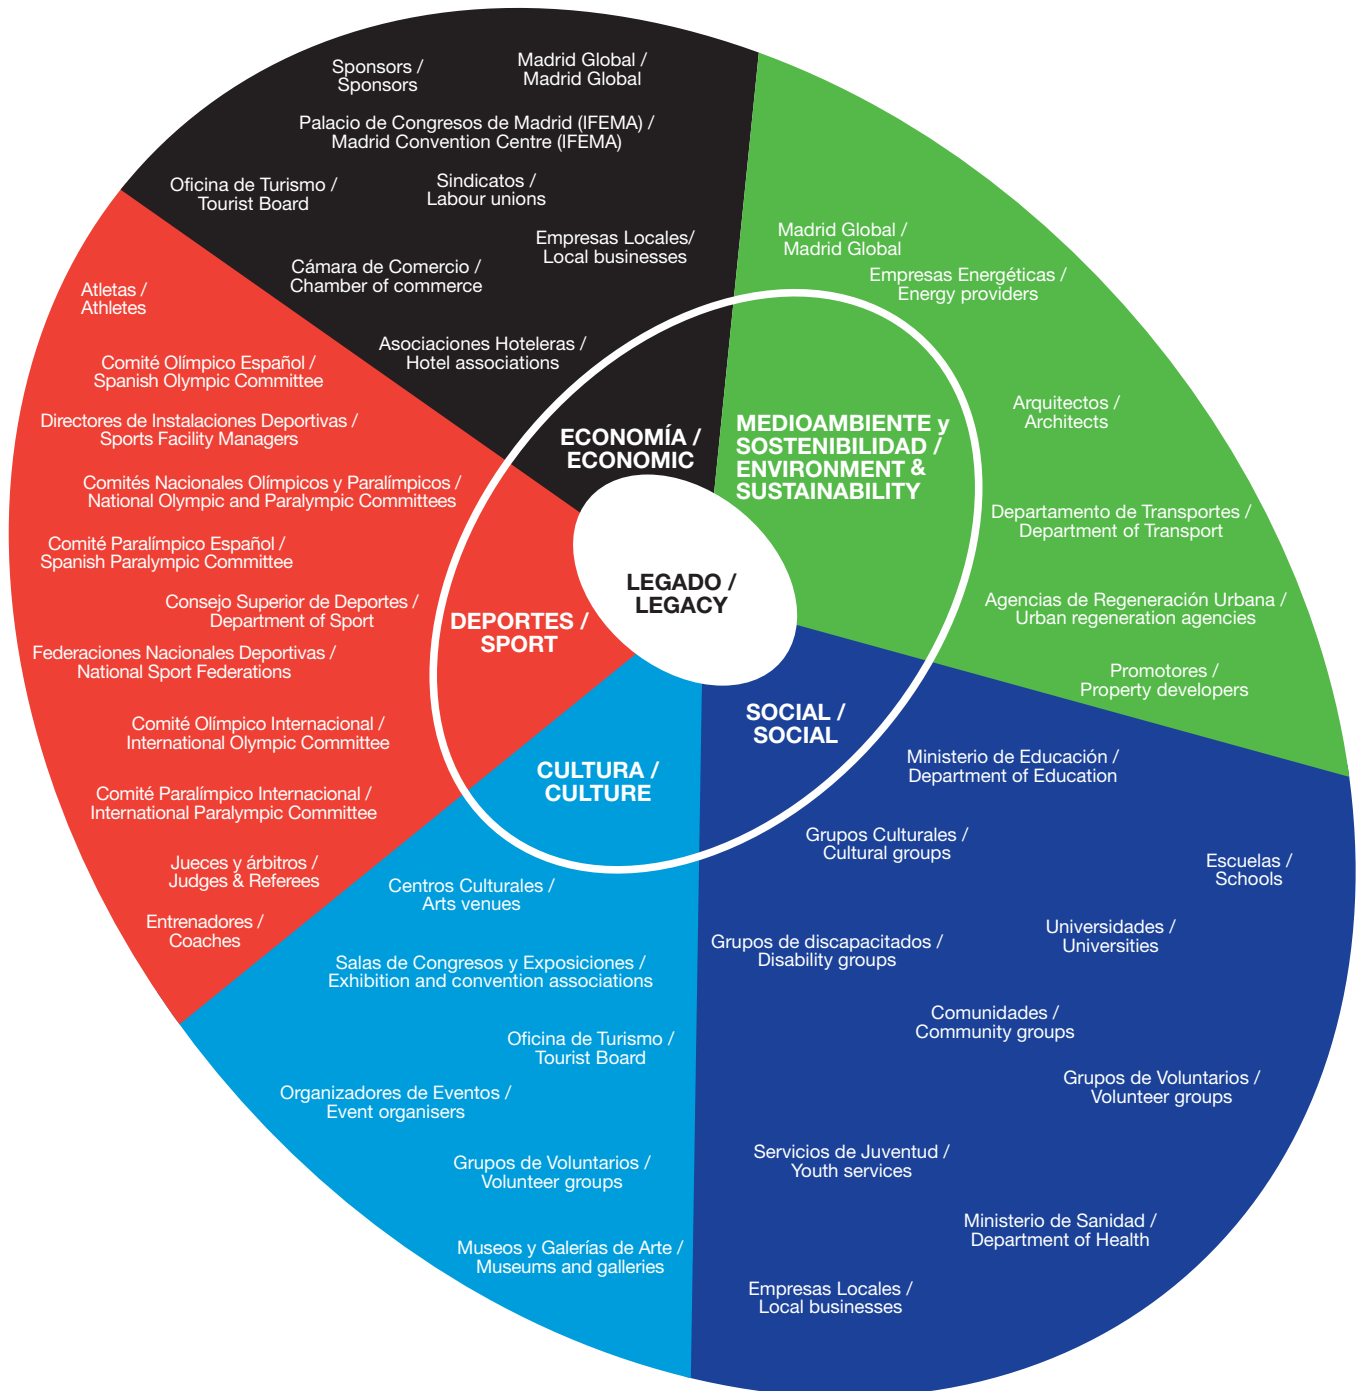 Sponsors /
Sponsors
Madrid Global /
Madrid Global
Palacio de Congresos de Madrid (IFEMA) /
Madrid Convention Centre (IFEMA)
Oficina de Turismo /
Tourist Board
Sindicatos /
Labour unions
Empresas Locales/
Local businesses
Cámara de Comercio /
Chamber of commerce
Asociaciones Hoteleras /
Hotel associations
ECONOMÍA /
ECONOMIC
Madrid Global /
Madrid Global
Empresas Energéticas /
Energy providers
Arquitectos /
Architects
MEDIOAMBIENTE y
SOSTENIBILIDAD /
ENVIRONMENT &
SUSTAINABILITY
Departamento de Transportes /
Department of Transport
Agencias de Regeneración Urbana /
Urban regeneration agencies
Promotores /
Property developers
LEGADO /
LEGACY
Atletas /
Athletes
Comité Olímpico Español /
Spanish Olympic Committee
Directores de Instalaciones Deportivas /
Sports Facility Managers
Comités Nacionales Olímpicos y Paralímpicos /
National Olympic and Paralympic Committees
Comité Paralímpico Español /
Spanish Paralympic Committee
Consejo Superior de Deportes /
Department of Sport
DEPORTES /
SPORT
Federaciones Nacionales Deportivas /
National Sport Federations
Comité Olímpico Internacional /
International Olympic Committee
Comité Paralímpico Internacional /
International Paralympic Committee
Jueces y árbitros /
Judges & Referees
Entrenadores /
Coaches
CULTURA /
CULTURE
Centros Culturales /
Arts venues
Salas de Congresos y Exposiciones /
Exhibition and convention associations
Oficina de Turismo /
Tourist Board
Organizadores de Eventos /
Event organisers
Grupos de Voluntarios /
Volunteer groups
Museos y Galerías de Arte /
Museums and galleries
SOCIAL /
SOCIAL
Ministerio de Educación /
Department of Education
Grupos Culturales /
Cultural groups
Escuelas /
Schools
Universidades /
Universities
Grupos de discapacitados /
Disability groups
Comunidades /
Community groups
Grupos de Voluntarios /
Volunteer groups
Servicios de Juventud /
Youth services
Ministerio de Sanidad /
Department of Health
Empresas Locales /
Local businesses